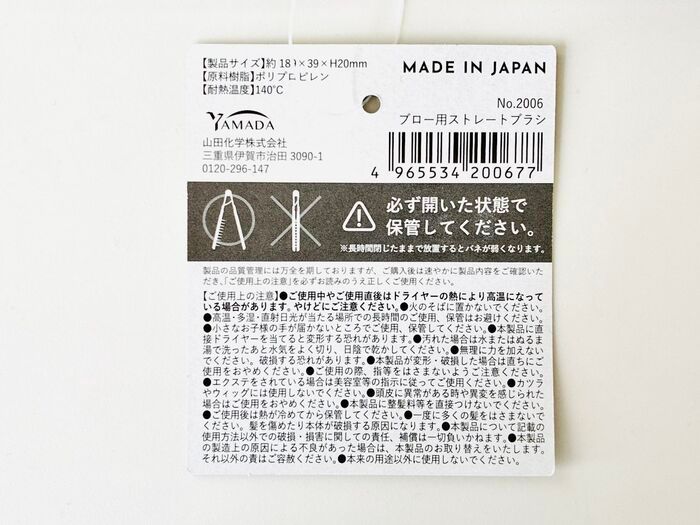 【製品サイズ】約 18 × 39 × H20mm
【原料樹脂】ポリプロピレン
【耐熱温度】140℃
MADE IN JAPAN
No.2006
ブロー用ストレートブラシ
YAMADA
山田化学株式会社
三重県伊賀市治田 3090-1
0120-296-147
4 965534 200677
必ず開いた状態で
保管してください。
※長時間閉じたままで放置するとバネが弱くなります。
製品の品質管理には万全を期しておりますが、ご購入後は速やかに製品内容をご確認いた
だき、「ご使用上の注意」を必ずお読みのうえ正しくご使用ください。
【ご使用上の注意】●ご使用中やご使用直後はドライヤーの熱により高温になって
いる場合があります。やけどにご注意ください。●火のそばに置かないでください。
●高温・多湿・直射日光が当たる場所での長時間のご使用、保管はお避けください。
●小さなお子様の手が届かないところでご使用、保管してください。●本製品に直
接ドライヤーを当てると変形する恐れがあります。●汚れた場合は水またはぬるま
湯で洗ったあと水気をよく切り、日陰で乾かしてください。●無理に力を加えない
でください。破損する恐れがあります。●本製品が変形・破損した場合は直ちにご
使用をおやめください。●ご使用の際、指等をはさまないようご注意ください。
●エクステをされている場合は美容室等の指示に従ってご使用ください。●カツラ
やウィッグには使用しないでください。●頭皮に異常がある時や異変を感じられた
場合はご使用をおやめください。●本製品に整髪料等を直接つけないでください。
●ご使用後は熱が冷めてから保管してください。●一度に多くの髪をはさまないで
ください。髪を傷めたり本体が破損する原因になります。●本製品について記載の
使用方法以外での破損・損害に関しての責任、補償は一切負いかねます。●本製品
の製造上の原因による不良があった場合は、本製品のお取り替えをいたします。
それ以外の責はご容赦ください。●本来の用途以外に使用しないでください。